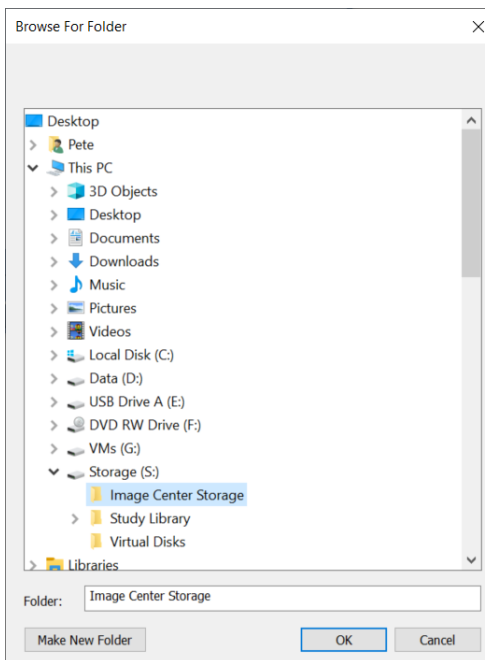 Browse For Folder
Desktop
Pete
This PC
3D Objects
Desktop
Documents
Downloads
Music
Pictures
Videos
Local Disk (C:)
Data (D:)
USB Drive A (E:)
DVD RW Drive (F:)
VMs (G:)
Storage (S:)
Image Center Storage
Study Library
Virtual Disks
Libraries
Folder: Image Center Storage
Make New Folder OK Cancel